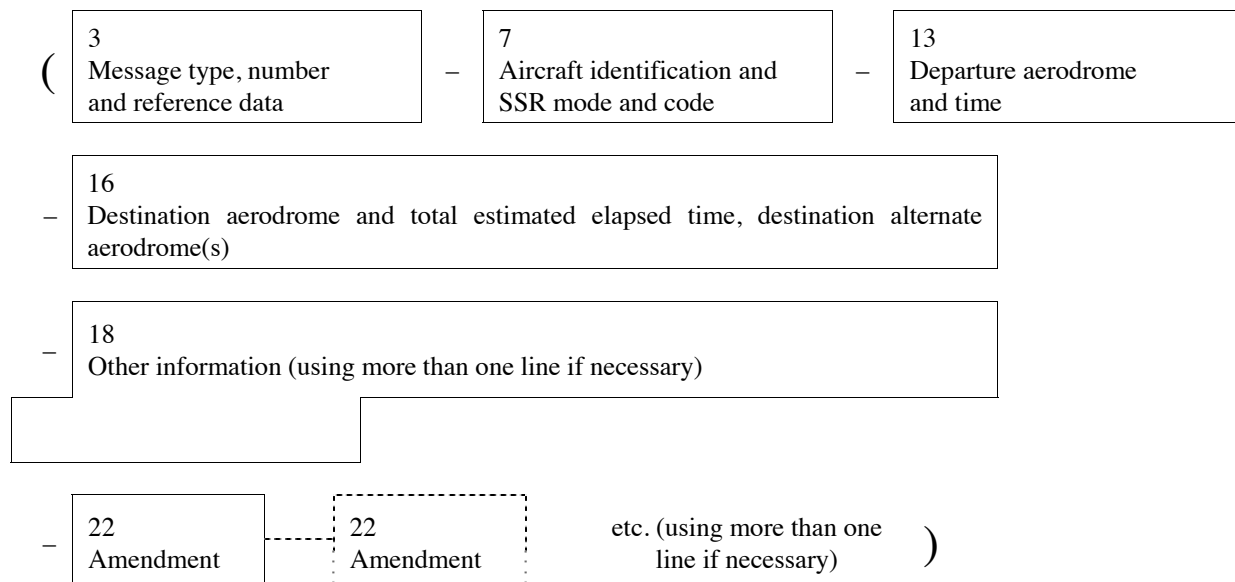 3 7 13
( Message type, number – Aircraft identification and – Departure aerodrome
and reference data SSR mode and code and time
16
– Destination aerodrome and total estimated elapsed time, destination alternate
aerodrome(s)
18
– Other information (using more than one line if necessary)
22 22 etc. (using more than one
– Amendment Amendment line if necessary) )